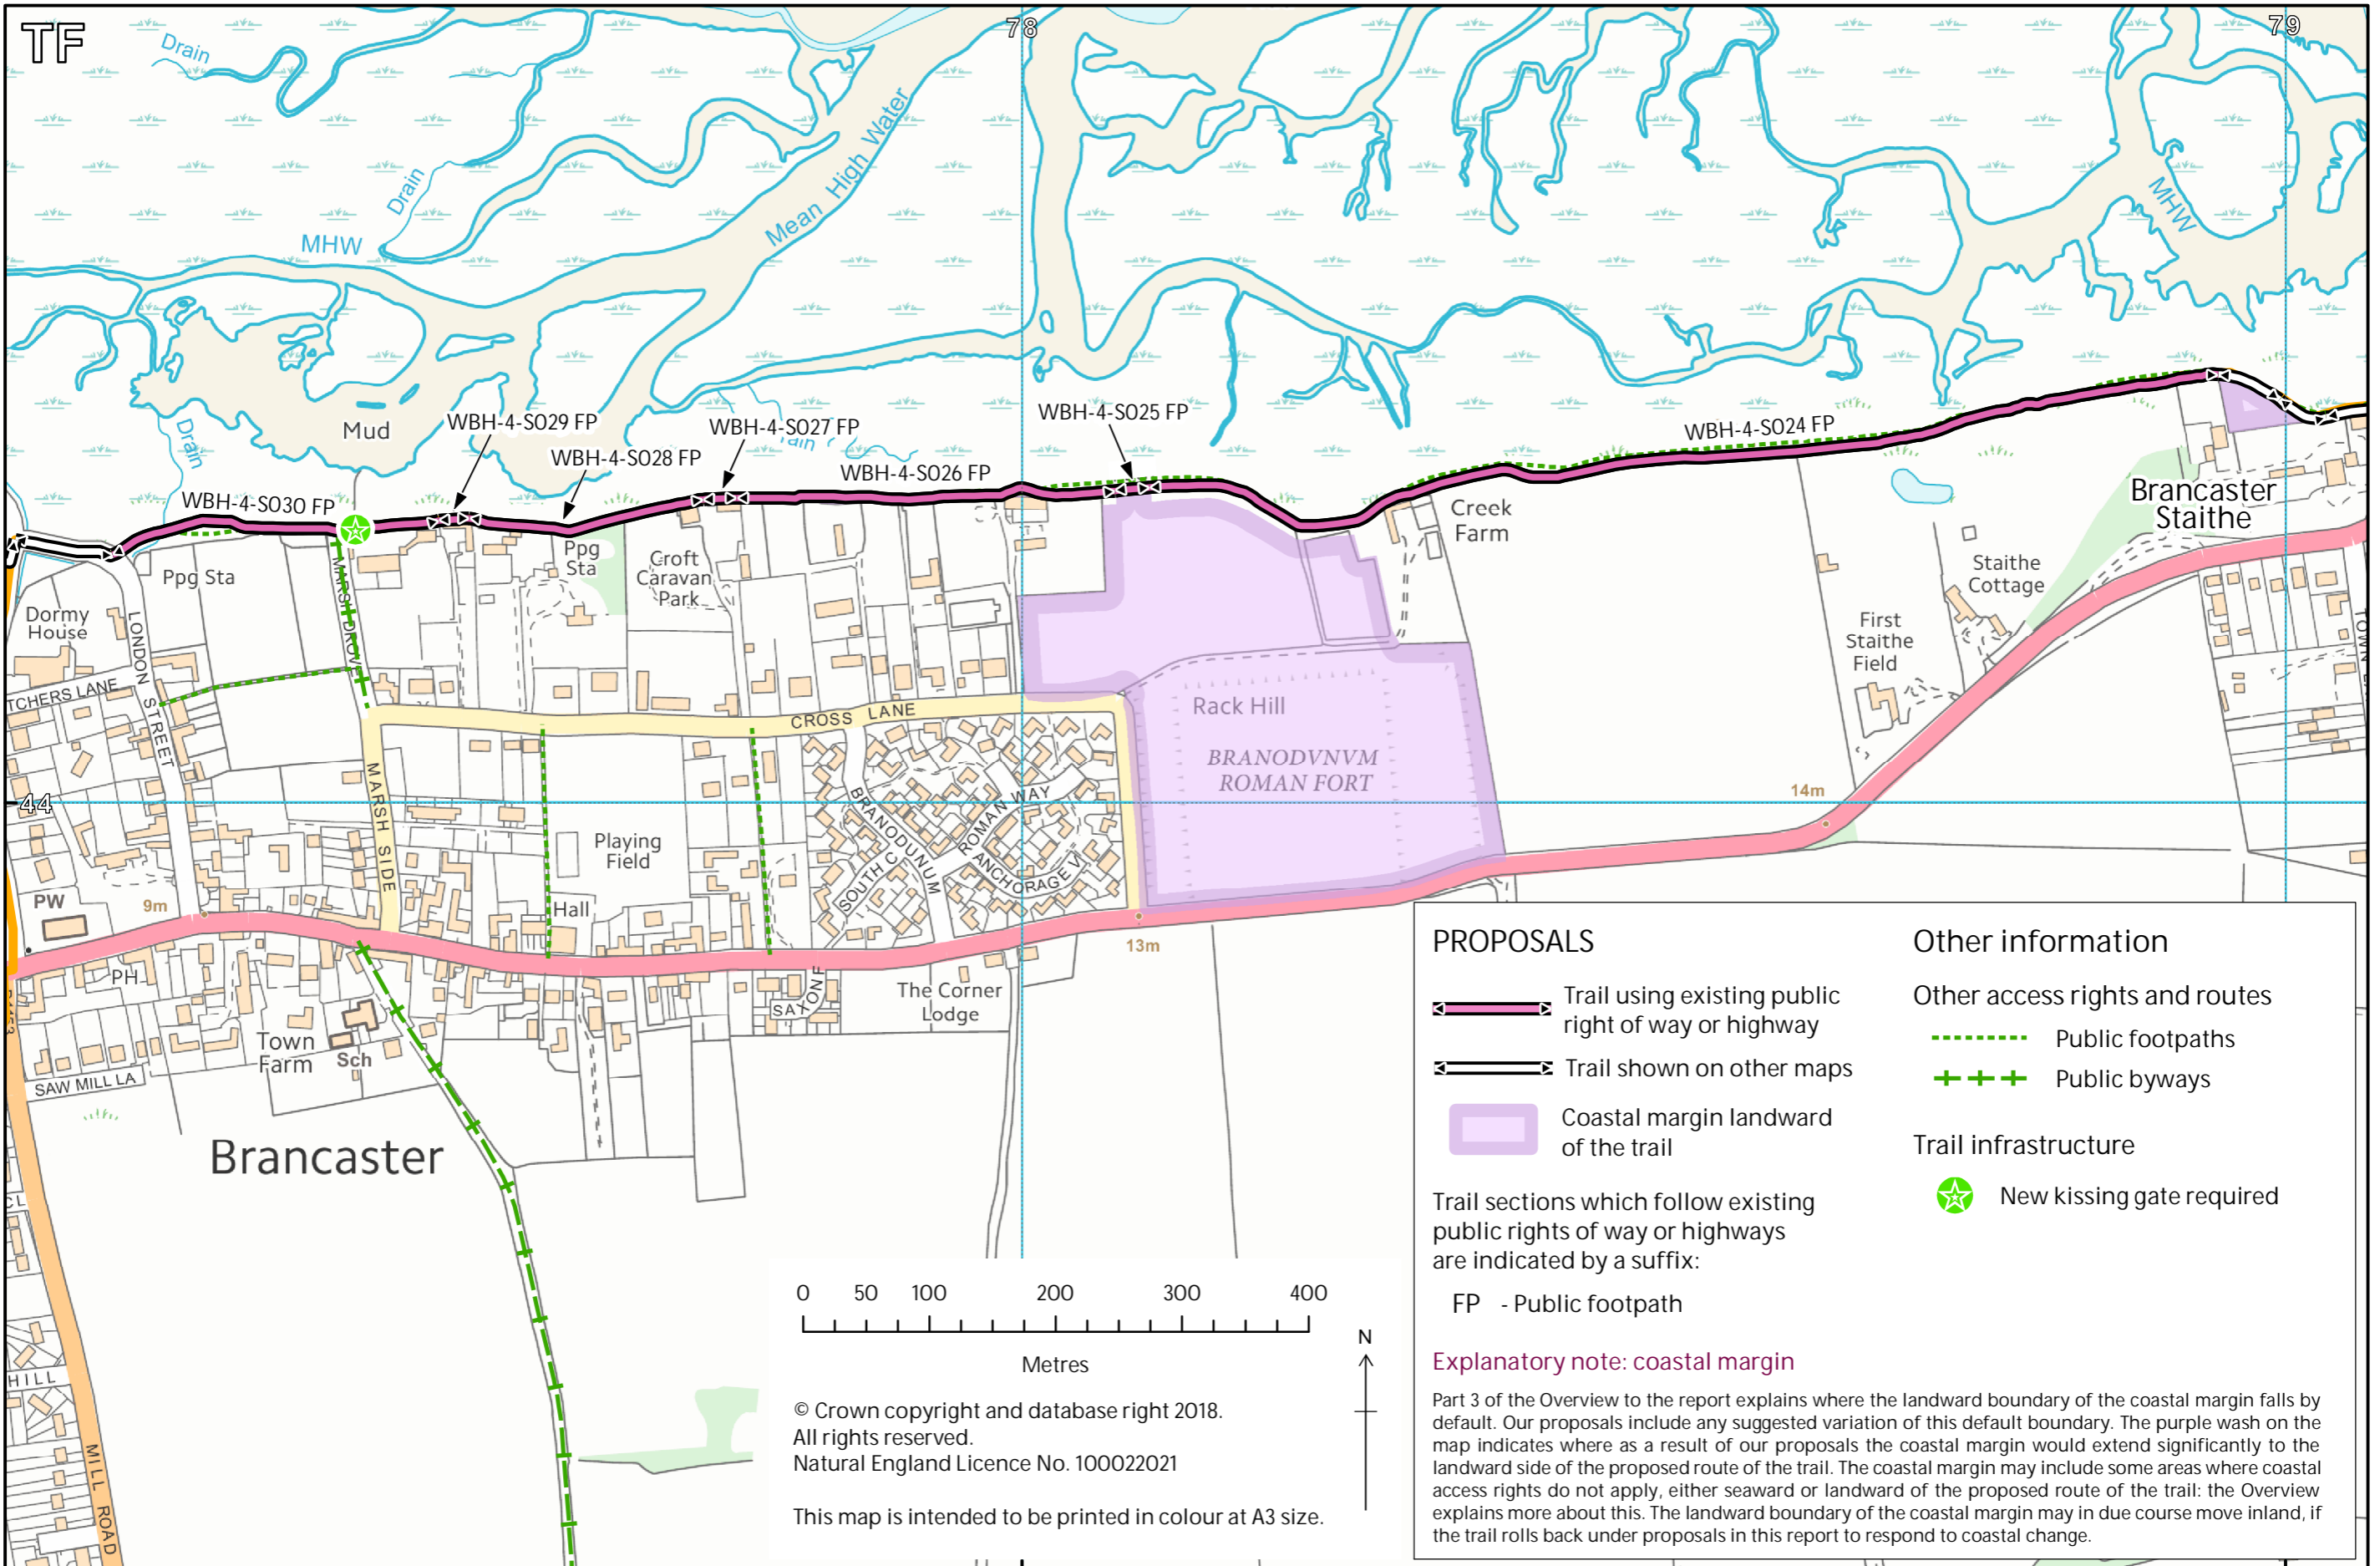 TF
78
79
Drain
Mean High Water
Drain
MHW
MHW
Mud
Drain
WBH-4-S029 FP
WBH-4-S028 FP
WBH-4-S027 FP
WBH-4-S026 FP
WBH-4-S025 FP
WBH-4-S024 FP
WBH-4-S030 FP
Brancaster
Staithe
Creek
Farm
Ppg Sta
Ppg
Sta
Croft
Caravan
Park
Dormy
House
LONDON STREET
MARSH DROVE
Staithe
Cottage
First
Staithe
Field
Rack Hill
BRANODVNVM
ROMAN FORT
CROSS LANE
MARSH SIDE
44
14m
BRANODUNUM
ROMAN WAY
ANCHORAGE V
SOUTH C
Playing
Field
Hall
PW
9m
13m
PH
The Corner
Lodge
Town
Farm
Sch
SAW MILL LA
Brancaster
HILL
MILL ROAD
0 50 100 200 300 400
Metres
N
© Crown copyright and database right 2018.
All rights reserved.
Natural England Licence No. 100022021
This map is intended to be printed in colour at A3 size.
PROPOSALS
Trail using existing public
right of way or highway
Trail shown on other maps
Coastal margin landward
of the trail
Trail sections which follow existing
public rights of way or highways
are indicated by a suffix:
FP - Public footpath
Other information
Other access rights and routes
Public footpaths
Public byways
Trail infrastructure
New kissing gate required
Explanatory note: coastal margin
Part 3 of the Overview to the report explains where the landward boundary of the coastal margin falls by
default. Our proposals include any suggested variation of this default boundary. The purple wash on the
map indicates where as a result of our proposals the coastal margin would extend significantly to the
landward side of the proposed route of the trail. The coastal margin may include some areas where coastal
access rights do not apply, either seaward or landward of the proposed route of the trail: the Overview
explains more about this. The landward boundary of the coastal margin may in due course move inland, if
the trail rolls back under proposals in this report to respond to coastal change.